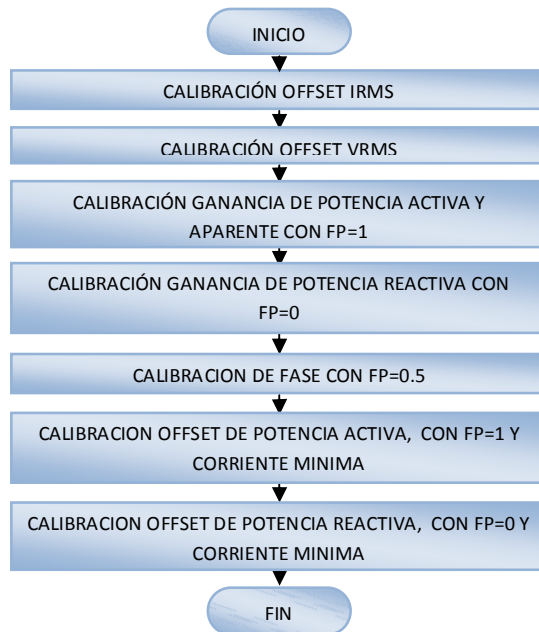 INICIO
CALIBRACIÓN OFFSET IRMS
CALIBRACIÓN OFFSET VRMS
CALIBRACIÓN GANANCIA DE POTENCIA ACTIVA Y
APARENTE CON FP=1
CALIBRACIÓN GANANCIA DE POTENCIA REACTIVA CON
FP=0
CALIBRACION DE FASE CON FP=0.5
CALIBRACION OFFSET DE POTENCIA ACTIVA, CON FP=1 Y
CORRIENTE MINIMA
CALIBRACION OFFSET DE POTENCIA REACTIVA, CON FP=0 Y
CORRIENTE MINIMA
FIN